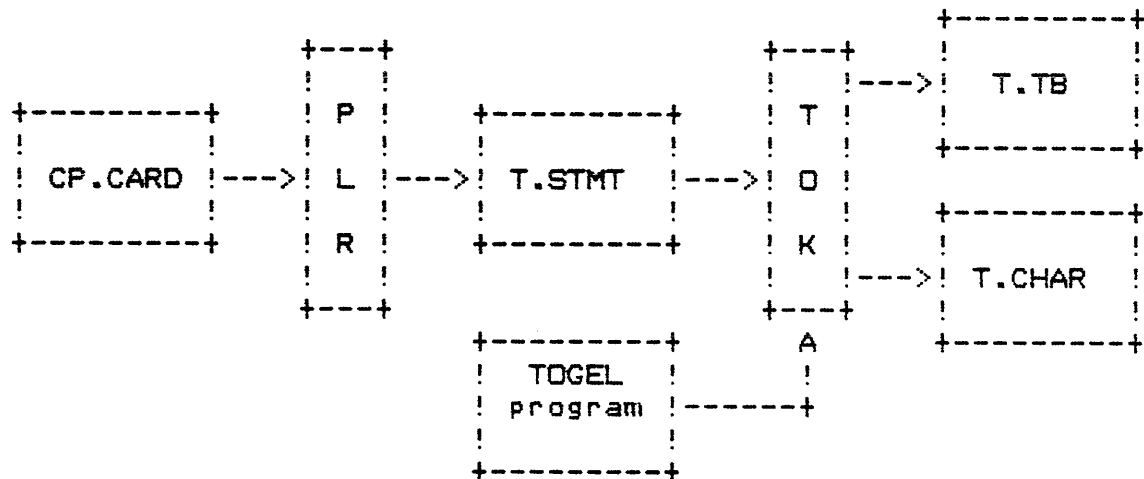 CP.CARD
P
L
R
T.STMT
T
O
K
T.TB
T.CHAR
TOGEL
program